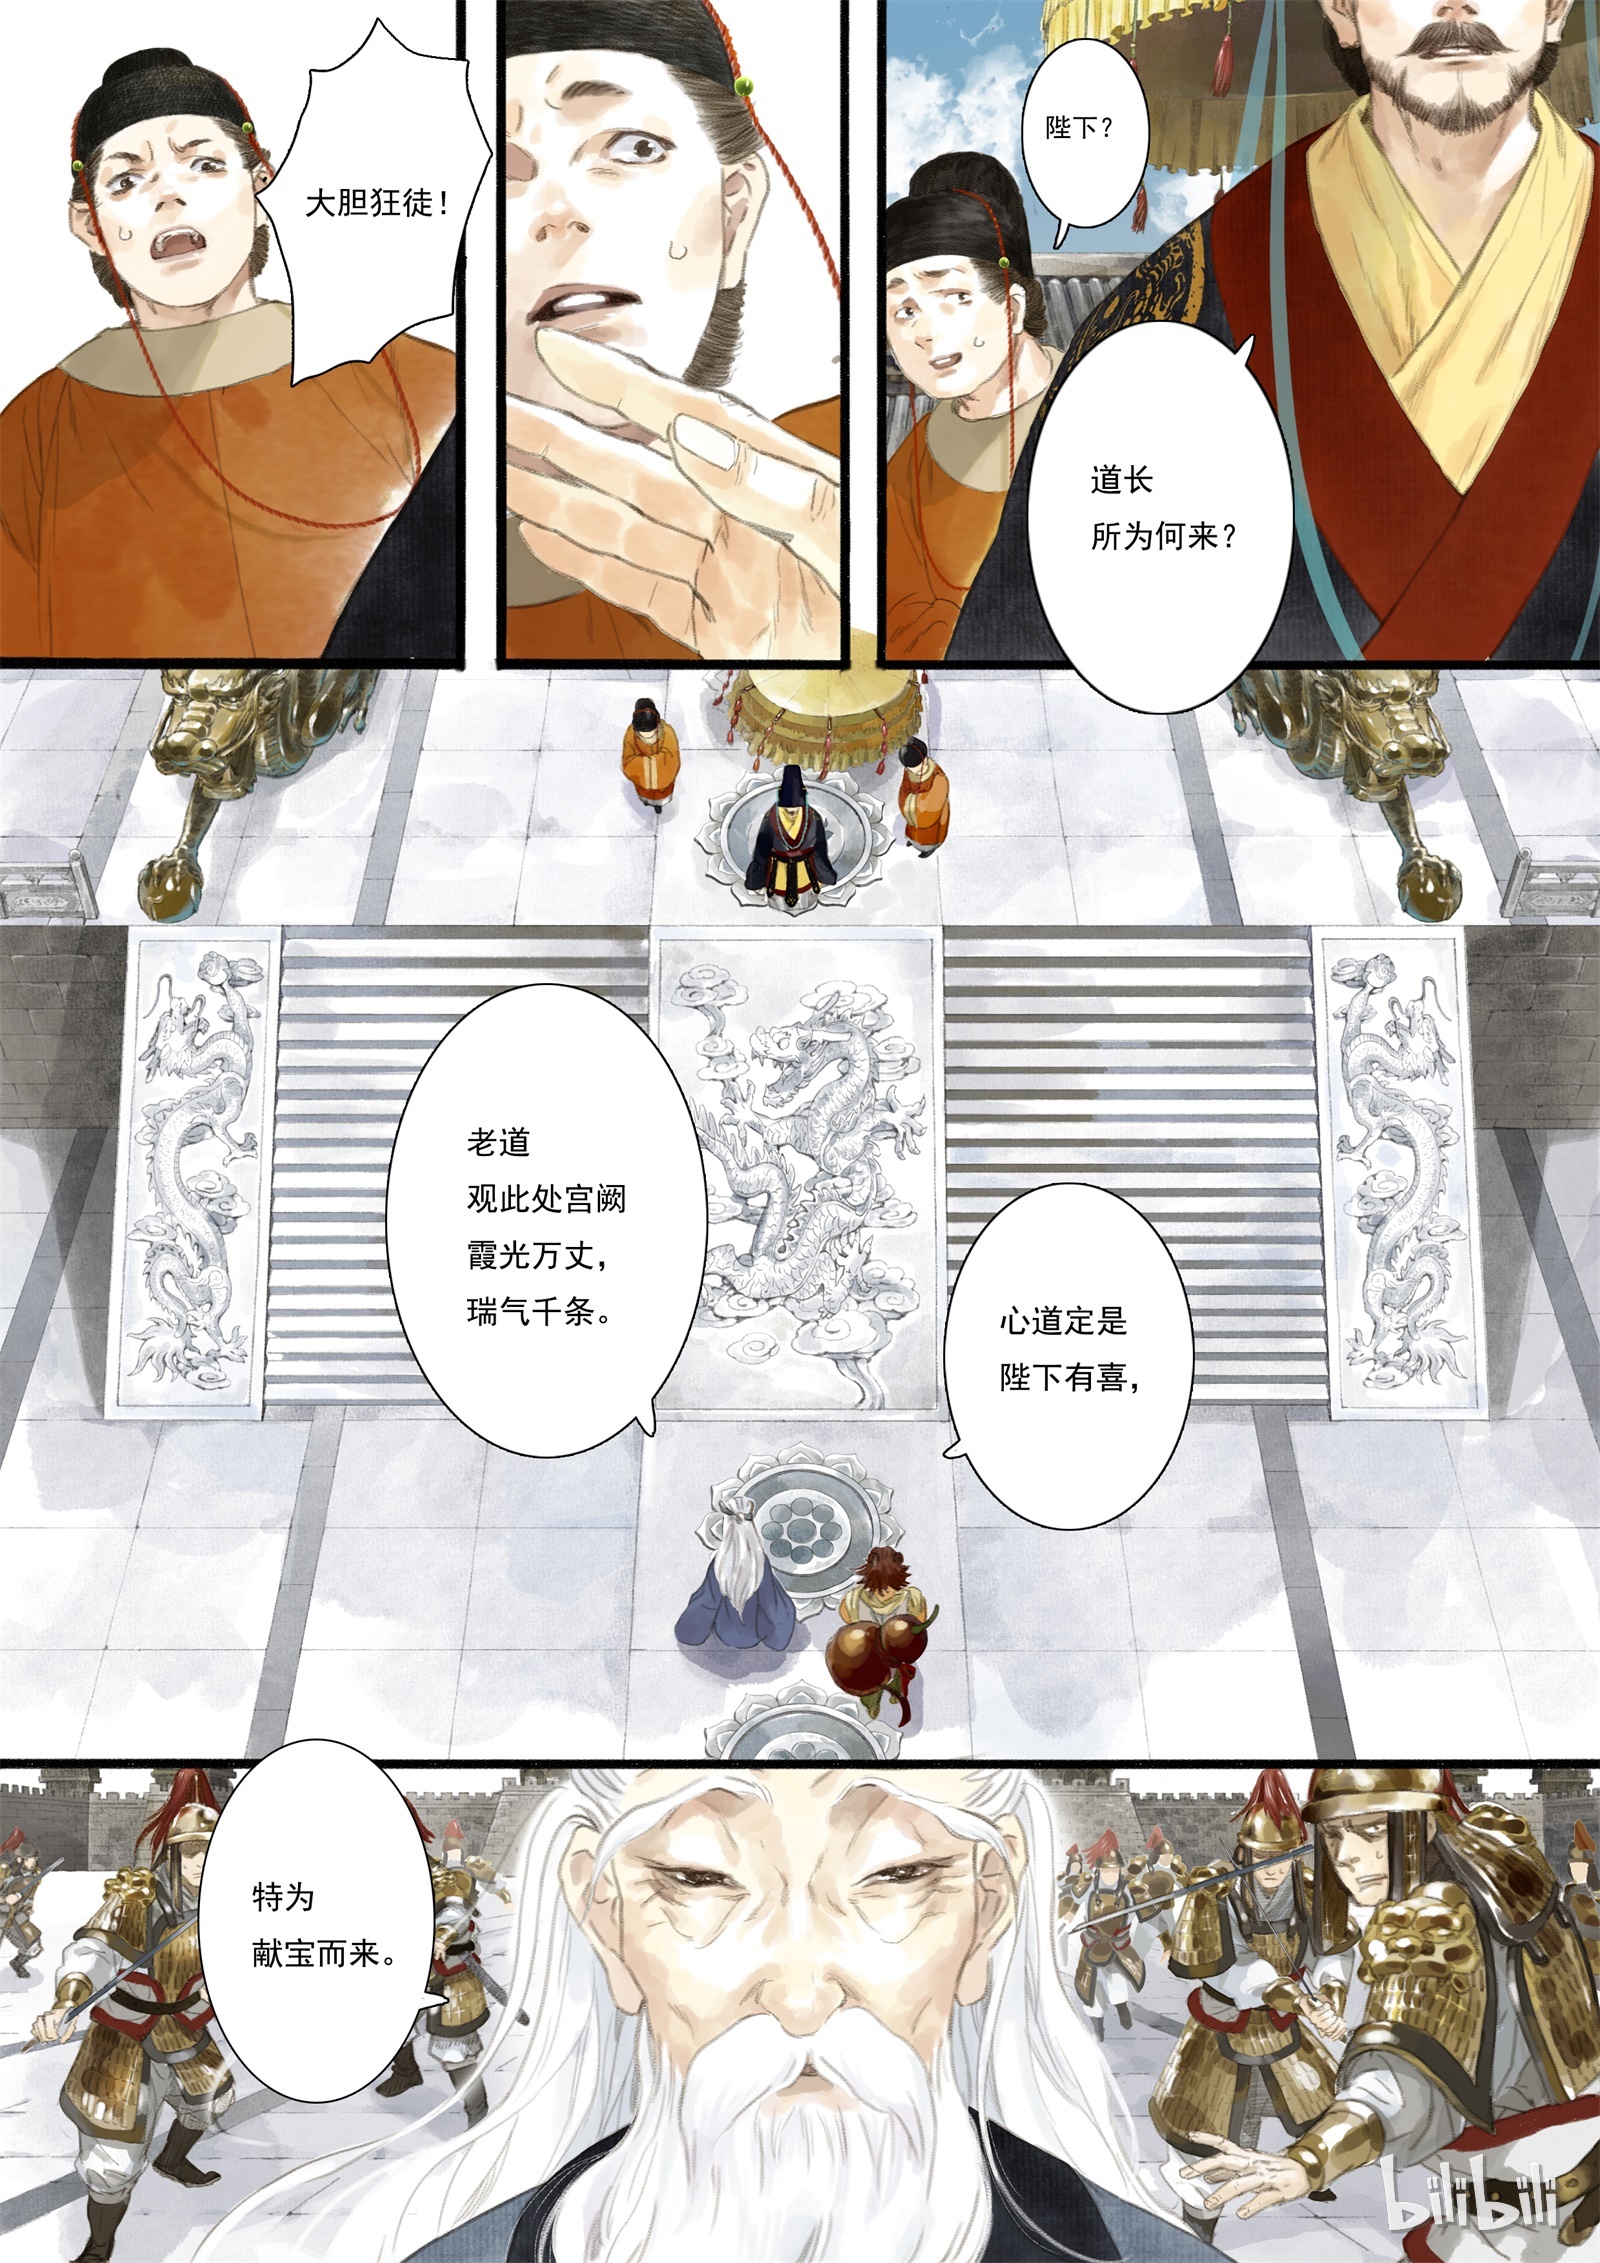 大胆狂徒！
陛下？
道长
所为何来？
老道
观此处宫阙
霞光万丈，
瑞气千条。
心道定是
陛下有喜，
特为
献宝而来。
bilibili